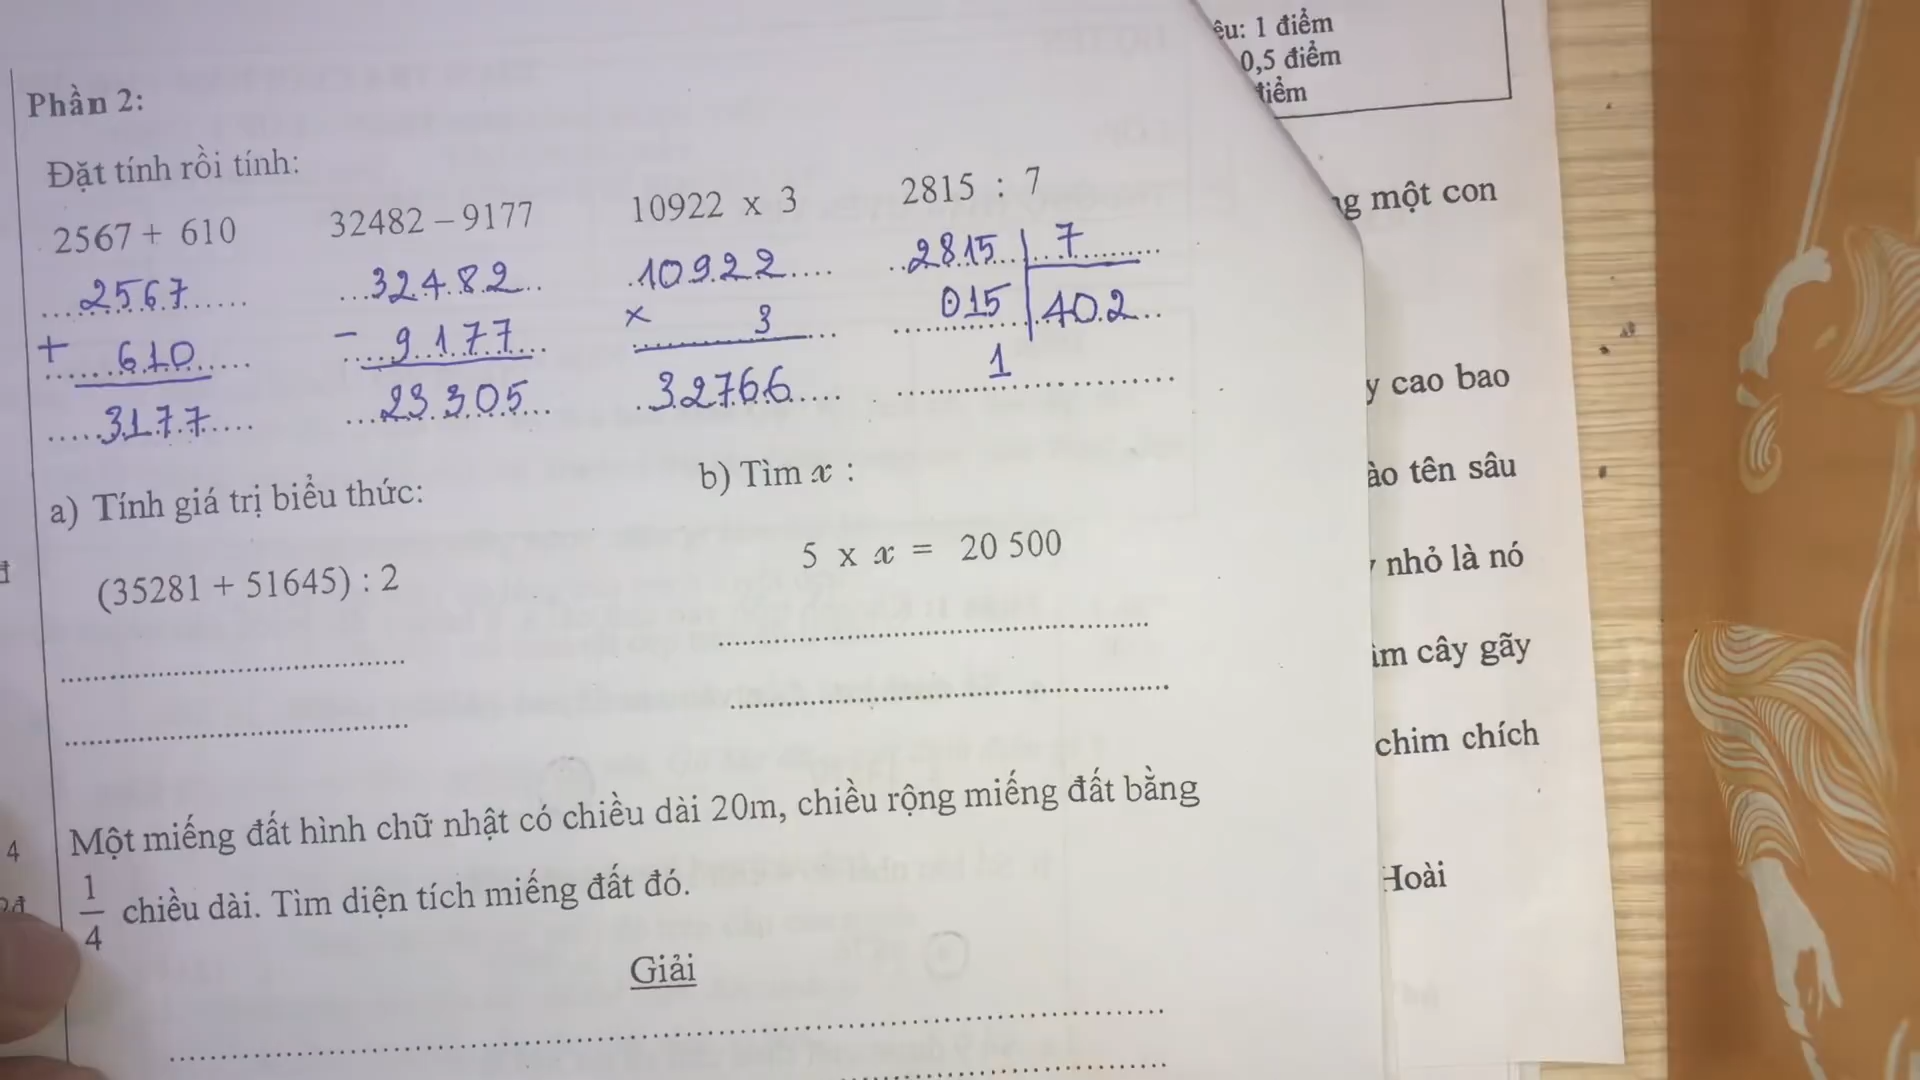 Phần 2:
Đặt tính rồi tính:
2567 + 610
32482 – 9177
10922 x 3
2815 : 7
2567
+ 610
3177
32482
– 9177
23305
10922
x 3
32766
2815 7
015 402
1
a) Tính giá trị biểu thức:
(35281 + 51645) : 2
b) Tìm x :
5 x x = 20 500
4
Một miếng đất hình chữ nhật có chiều dài 20m, chiều rộng miếng đất bằng
1/4 chiều dài. Tìm diện tích miếng đất đó.
Giải
: 1 điểm
0,5 điểm
điểm
một con
cao bao
tên sâu
nhỏ là nó
cây gãy
chim chích
Hoài